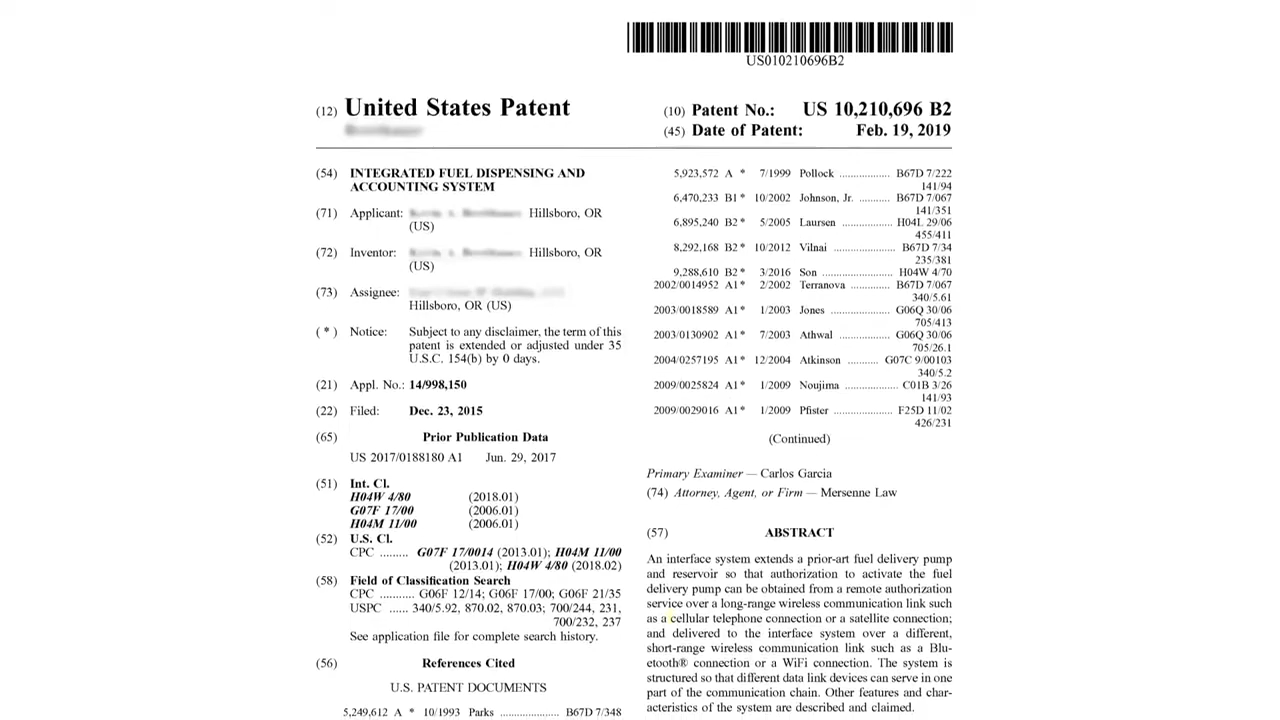 US010210696B2
(12) United States Patent
(10) Patent No.: US 10,210,696 B2
(45) Date of Patent: Feb. 19, 2019
(54) INTEGRATED FUEL DISPENSING AND
ACCOUNTING SYSTEM
(71) Applicant: Hillsboro, OR
(US)
(72) Inventor: Hillsboro, OR
(US)
(73) Assignee:
Hillsboro, OR (US)
( * ) Notice: Subject to any disclaimer, the term of this
patent is extended or adjusted under 35
U.S.C. 154(b) by 0 days.
(21) Appl. No.: 14/998,150
(22) Filed: Dec. 23, 2015
(65) Prior Publication Data
US 2017/0188180 A1 Jun. 29, 2017
(51) Int. Cl.
H04W 4/80 (2018.01)
G07F 17/00 (2006.01)
H04M 11/00 (2006.01)
(52) U.S. Cl.
CPC ......... G07F 17/0014 (2013.01); H04M 11/00
(2013.01); H04W 4/80 (2018.02)
(58) Field of Classification Search
CPC ........... G06F 12/14; G06F 17/00; G06F 21/35
USPC ..... 340/5.92, 870.02, 870.03; 700/244, 231,
700/232, 237
See application file for complete search history.
(56) References Cited
U.S. PATENT DOCUMENTS
5,249,612 A * 10/1993 Parks ..................... B67D 7/348
5,923,572 A * 7/1999 Pollock .................. B67D 7/222
141/94
6,470,233 B1 * 10/2002 Johnson, Jr. ........... B67D 7/067
141/351
6,895,240 B2 * 5/2005 Laursen ................. H04L 29/06
455/411
8,292,168 B2 * 10/2012 Vilnai ..................... B67D 7/34
235/381
9,288,610 B2 * 3/2016 Son ......................... H04W 4/70
2002/0014952 A1 * 2/2002 Terranova .............. B67D 7/067
340/5.61
2003/0018589 A1 * 1/2003 Jones ..................... G06Q 30/06
705/413
2003/0130902 A1 * 7/2003 Athwal .................. G06Q 30/06
705/26.1
2004/0257195 A1 * 12/2004 Atkinson ........... G07C 9/00103
340/5.2
2009/0025824 A1 * 1/2009 Noujima .................... C01B 3/26
141/93
2009/0029016 A1 * 1/2009 Pfister ...................... F25D 11/02
426/231
(Continued)
Primary Examiner — Carlos Garcia
(74) Attorney, Agent, or Firm — Mersenne Law
(57) ABSTRACT
An interface system extends a prior-art fuel delivery pump
and reservoir so that authorization to activate the fuel
delivery pump can be obtained from a remote authorization
service over a long-range wireless communication link such
as a cellular telephone connection or a satellite connection;
and delivered to the interface system over a different,
short-range wireless communication link such as a Blu-
etooth® connection or a WiFi connection. The system is
structured so that different data link devices can serve in one
part of the communication chain. Other features and char-
acteristics of the system are described and claimed.